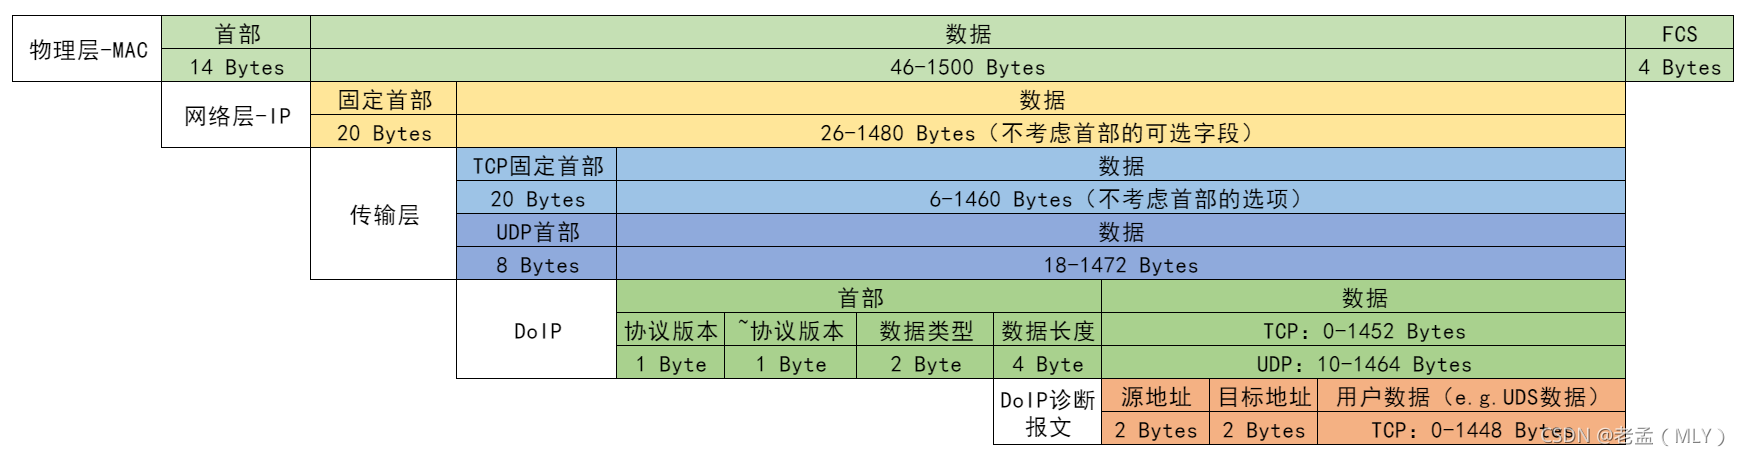 物理层-MAC 首部 数据 FCS
14 Bytes 46-1500 Bytes 4 Bytes
网络层-IP 固定首部 数据
20 Bytes 26-1480 Bytes（不考虑首部的可选字段）
传输层 TCP固定首部 数据
20 Bytes 6-1460 Bytes（不考虑首部的选项）
UDP首部 数据
8 Bytes 18-1472 Bytes
DoIP 首部 数据
协议版本 ~协议版本 数据类型 数据长度 TCP：0-1452 Bytes
1 Byte 1 Byte 2 Byte 4 Byte UDP：10-1464 Bytes
DoIP诊断 源地址 目标地址 用户数据（e.g.UDS数据）
报文 2 Bytes 2 Bytes TCP：0-1448 Bytes
CSDN @老孟（MLY）